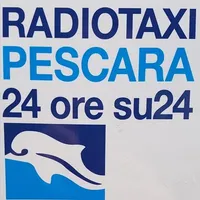 RADIOTAXI
PESCARA
24 ore su24